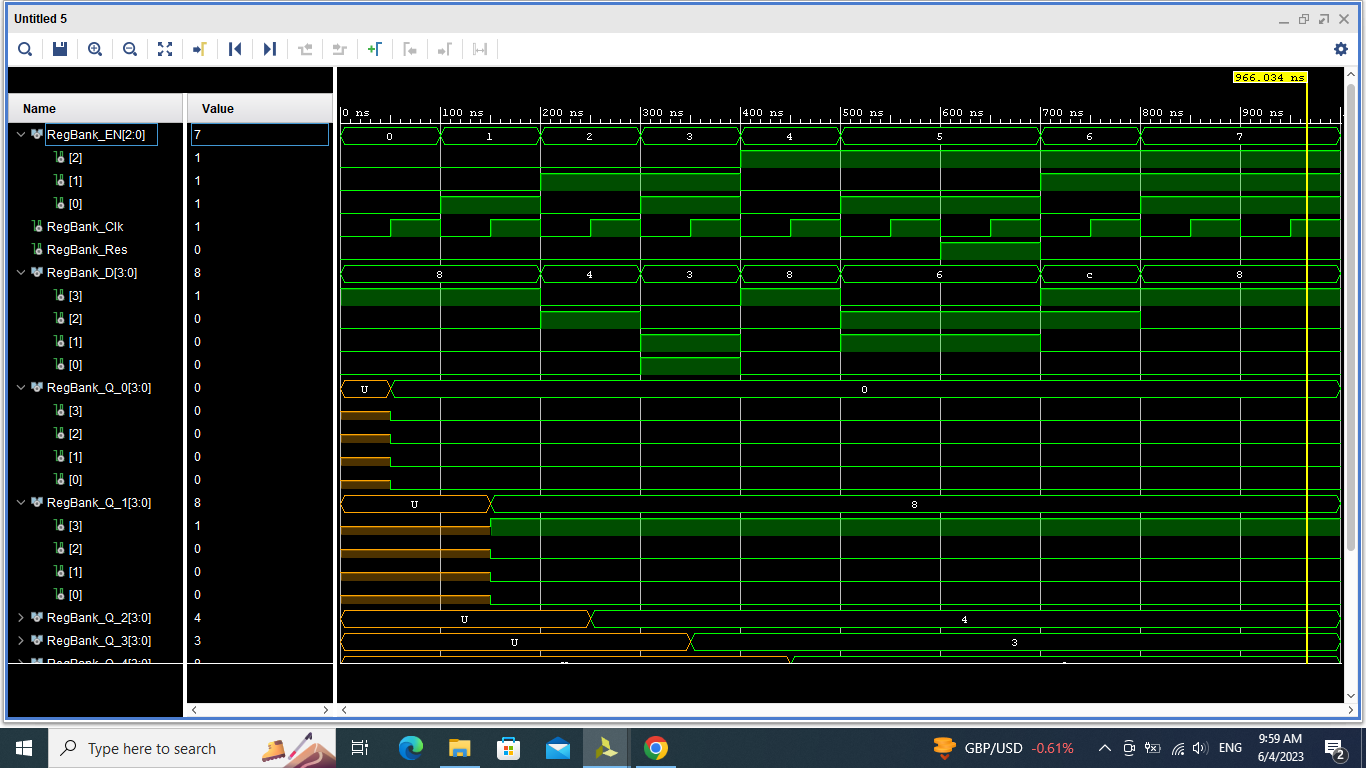 Untitled 5
966.034 ns
Name Value
0 ns 100 ns 200 ns 300 ns 400 ns 500 ns 600 ns 700 ns 800 ns 900 ns
RegBank_EN[2:0] 7 0 1 2 3 4 5 6 7
[2] 1
[1] 1
[0] 1
RegBank_Clk 1
RegBank_Res 0
RegBank_D[3:0] 8 8 4 3 8 6 c 8
[3] 1
[2] 0
[1] 0
[0] 0
RegBank_Q_0[3:0] 0 U 0
[3] 0
[2] 0
[1] 0
[0] 0
RegBank_Q_1[3:0] 8 U 8
[3] 1
[2] 0
[1] 0
[0] 0
RegBank_Q_2[3:0] 4 U 4
RegBank_Q_3[3:0] 3 U 3
Type here to search
GBP/USD -0.61%
ENG
9:59 AM
6/4/2023
2